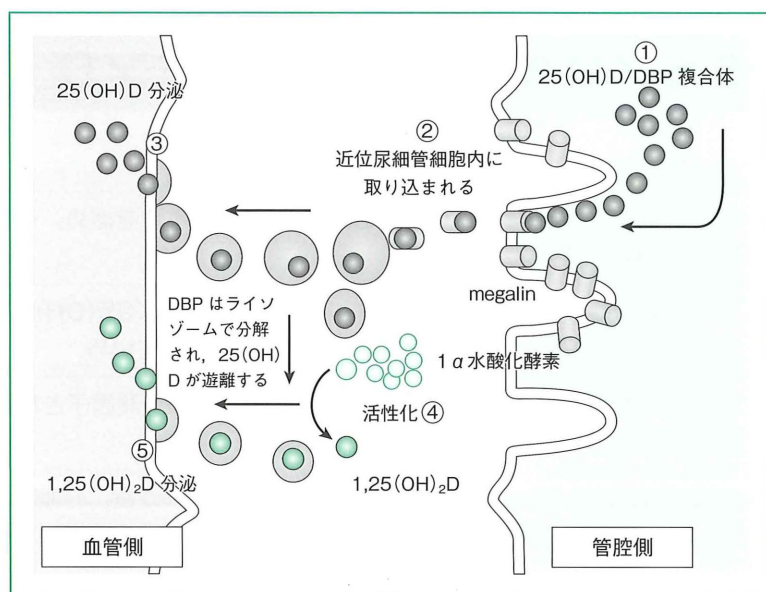 ①
25(OH)D/DBP 複合体
25(OH)D 分泌
③
②
近位尿細管細胞内に
取り込まれる
megalin
DBP はライソ
ゾームで分解
され，25(OH)
D が遊離する
1α水酸化酵素
活性化④
⑤
1,25(OH)₂D 分泌
1,25(OH)₂D
血管側
管腔側